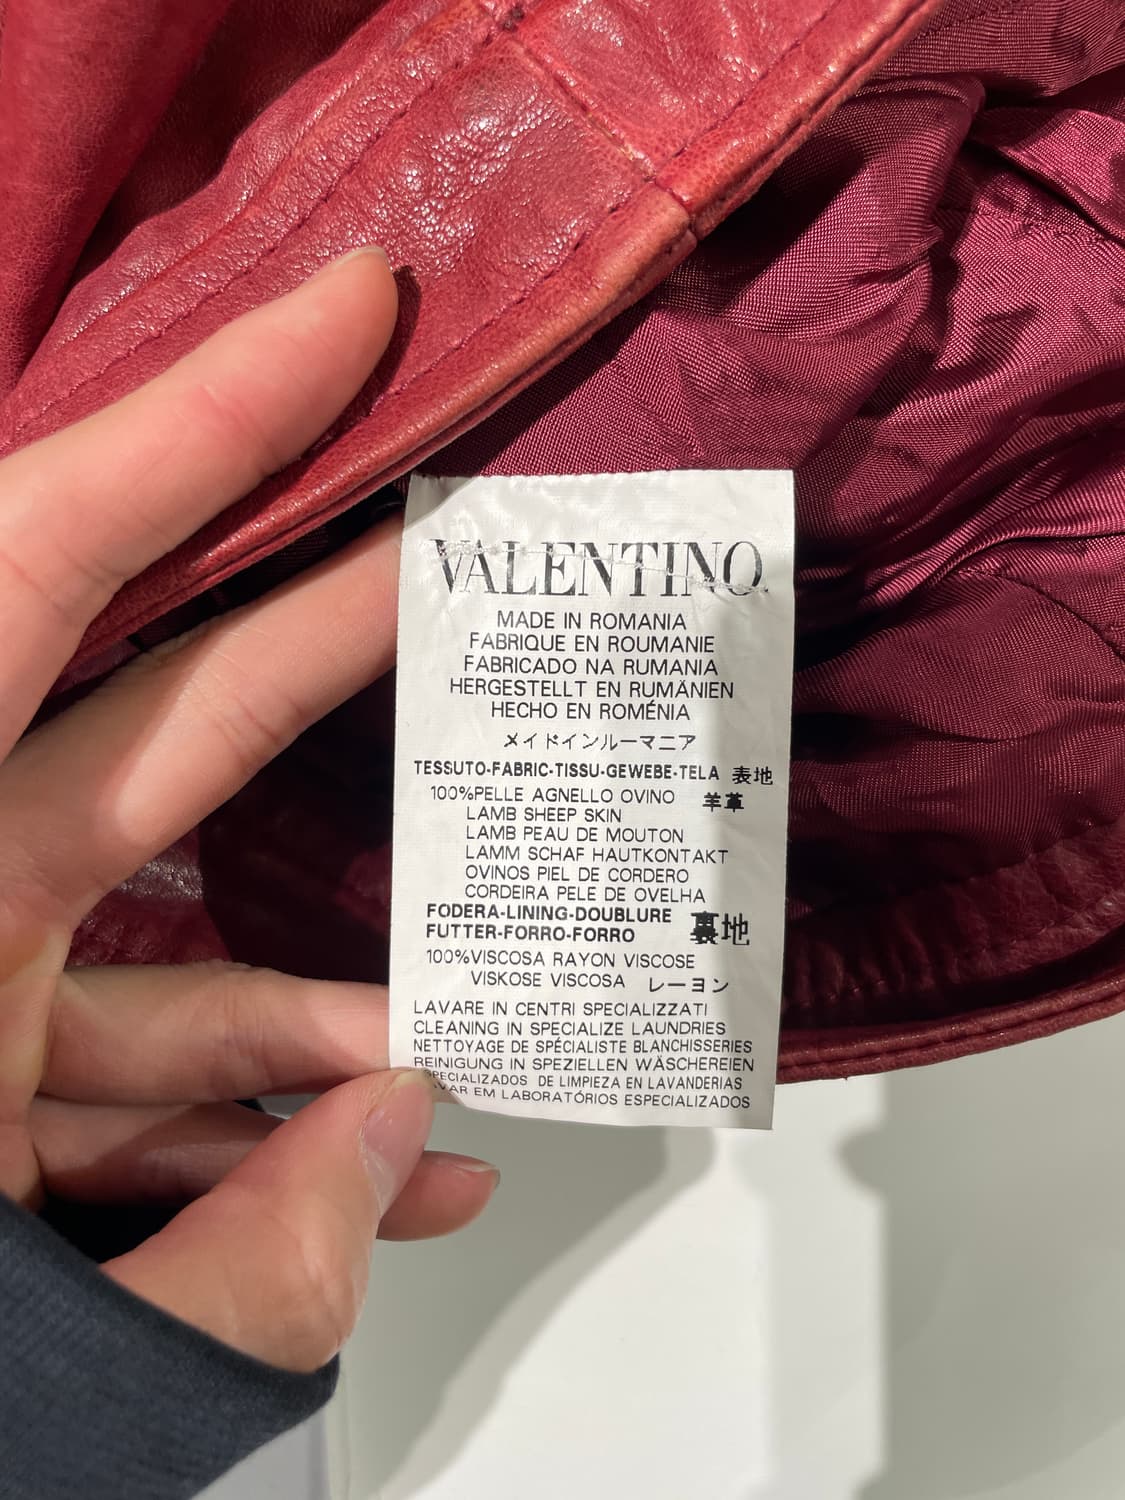 VALENTINO
MADE IN ROMANIA
FABRIQUE EN ROUMANIE
FABRICADO NA RUMANIA
HERGESTELLT EN RUMÄNIEN
HECHO EN ROMÉNIA
メイドインルーマニア
TESSUTO-FABRIC-TISSU-GEWEBE-TELA 表地
100%PELLE AGNELLO OVINO 羊革
LAMB SHEEP SKIN
LAMB PEAU DE MOUTON
LAMM SCHAF HAUTKONTAKT
OVINOS PIEL DE CORDERO
CORDEIRA PELE DE OVELHA
FODERA-LINING-DOUBLURE 裏地
FUTTER-FORRO-FORRO
100%VISCOSA RAYON VISCOSE
VISKOSE VISCOSA レーヨン
LAVARE IN CENTRI SPECIALIZZATI
CLEANING IN SPECIALIZE LAUNDRIES
NETTOYAGE DE SPÉCIALISTE BLANCHISSERIES
REINIGUNG IN SPEZIELLEN WÄSCHEREIEN
DE LIMPIEZA EN LAVANDERIAS
EM LABORATÓRIOS ESPECIALIZADOS